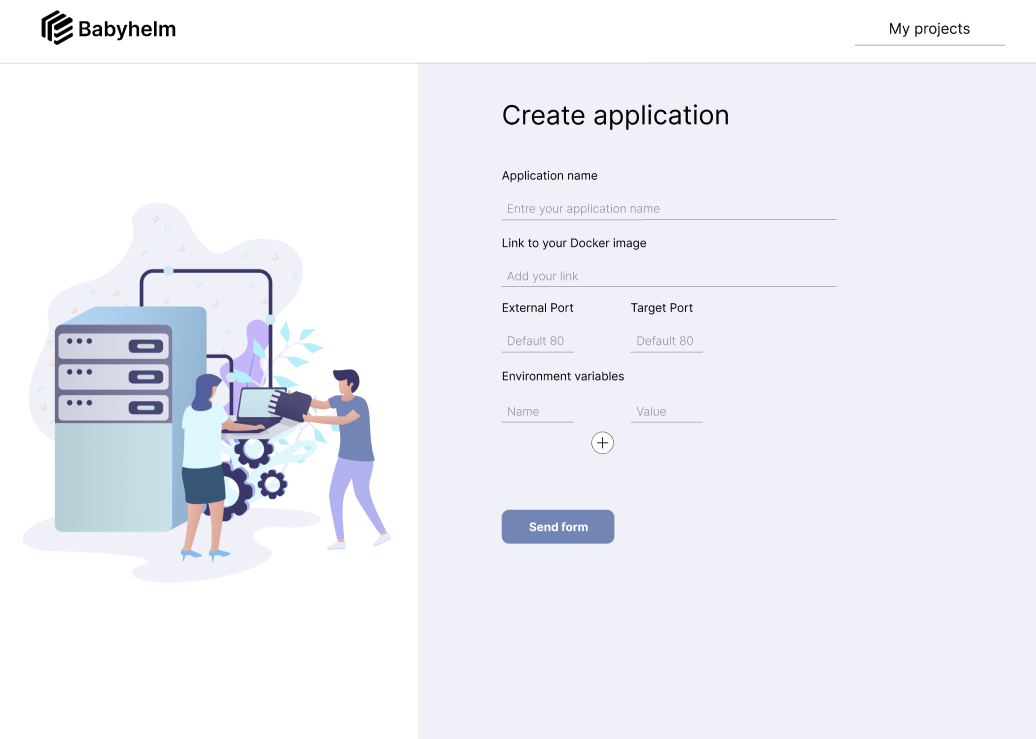 Babyhelm
My projects
Create application
Application name
Entre your application name
Link to your Docker image
Add your link
External Port
Target Port
Default 80
Default 80
Environment variables
Name
Value
Send form